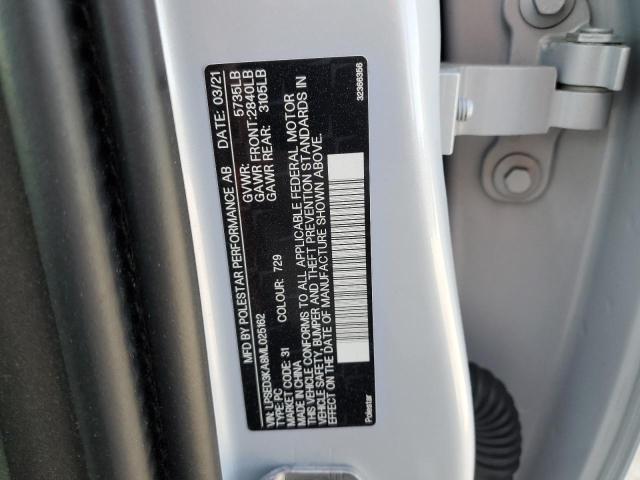 MFD BY POLESTAR PERFORMANCE AB DATE: 03/21
GVWR: 5735LB
GAWR FRONT: 2840LB
GAWR REAR: 3105LB
VIN: LPSED3KA8ML025162
TYPE: PC
MARKET CODE: 31 COLOUR: 729
MADE IN CHINA
THIS VEHICLE CONFORMS TO ALL APPLICABLE FEDERAL MOTOR
VEHICLE SAFETY, BUMPER AND THEFT PREVENTION STANDARDS IN
EFFECT ON THE DATE OF MANUFACTURE SHOWN ABOVE.
Polestar 32366356